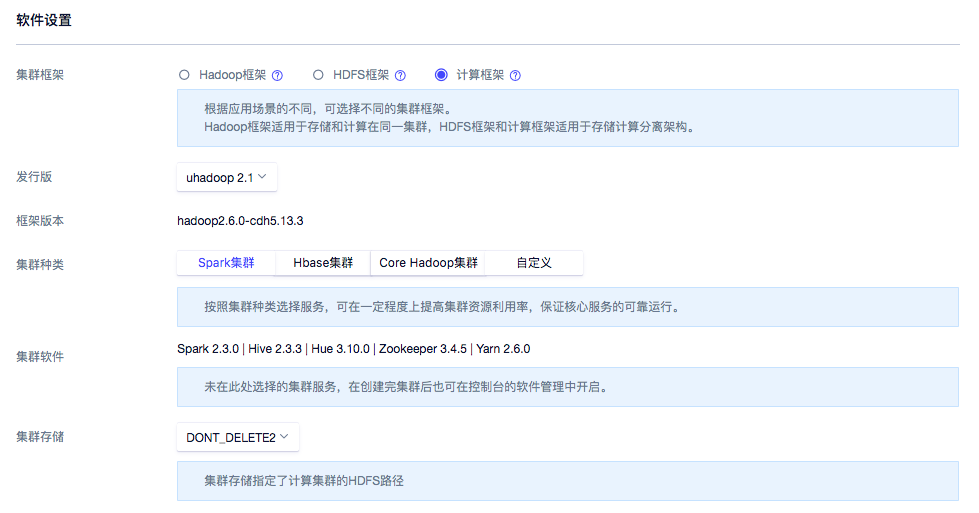 软件设置
集群框架 Hadoop框架 ? HDFS框架 ? 计算框架 ?
根据应用场景的不同，可选择不同的集群框架。
Hadoop框架适用于存储和计算在同一集群，HDFS框架和计算框架适用于存储计算分离架构。
发行版 uhadoop 2.1
框架版本 hadoop2.6.0-cdh5.13.3
集群种类 Spark集群 Hbase集群 Core Hadoop集群 自定义
按照集群种类选择服务，可在一定程度上提高集群资源利用率，保证核心服务的可靠运行。
集群软件 Spark 2.3.0 | Hive 2.3.3 | Hue 3.10.0 | Zookeeper 3.4.5 | Yarn 2.6.0
未在此处选择的集群服务，在创建完集群后也可在控制台的软件管理中开启。
集群存储 DONT_DELETE2
集群存储指定了计算集群的HDFS路径